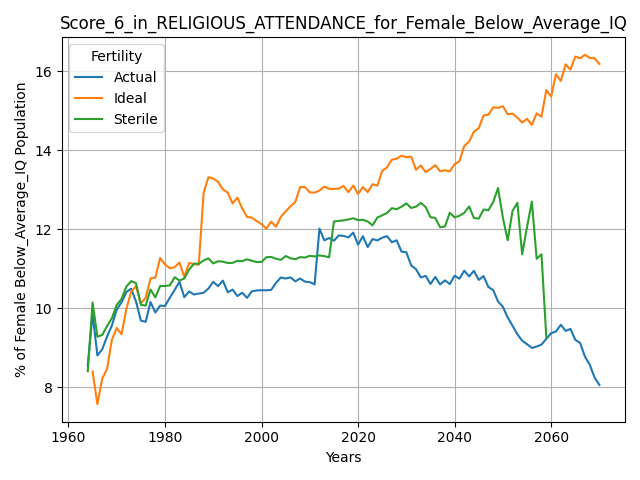 Score_6_in_RELIGIOUS_ATTENDANCE_for_Female_Below_Average_IQ
Fertility
Actual
Ideal
Sterile
% of Female Below_Average_IQ Population
16
14
12
10
8
1960
1980
2000
2020
2040
2060
Years